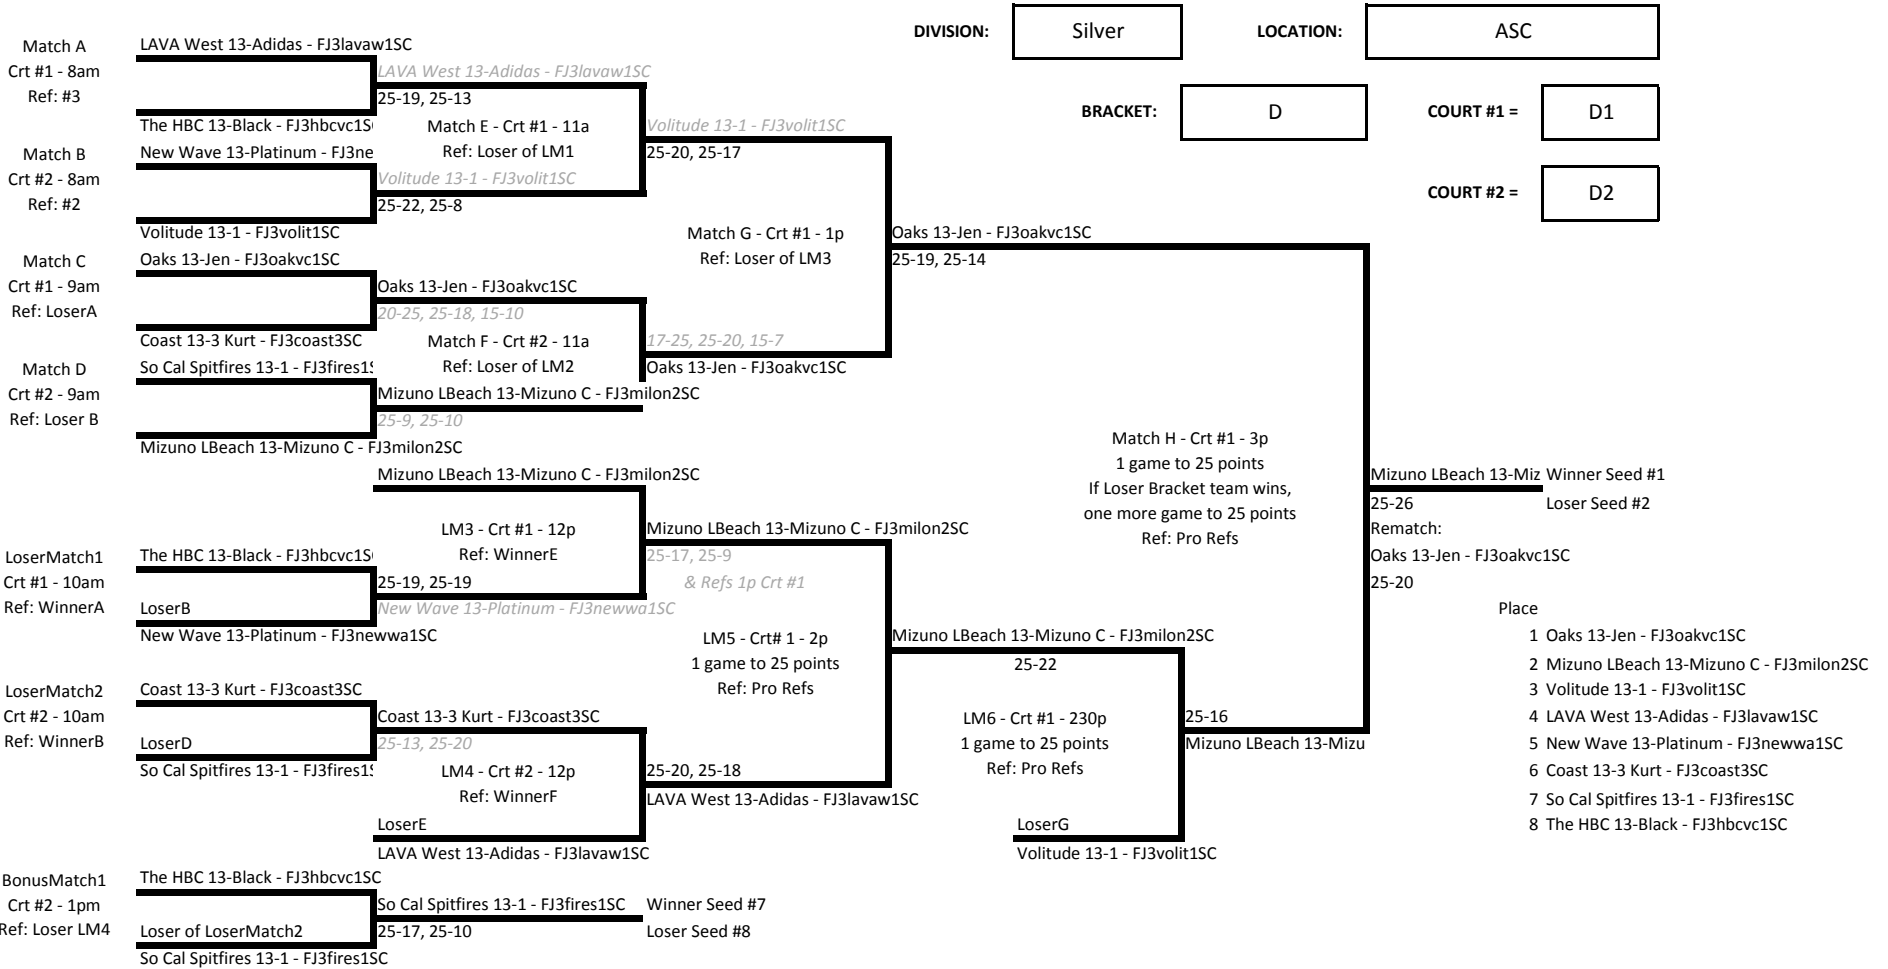 DIVISION: Silver LOCATION: ASC
BRACKET: D COURT #1 = D1
COURT #2 = D2
Match A
Crt #1 - 8am
Ref: #3
LAVA West 13-Adidas - FJ3lavaw1SC
The HBC 13-Black - FJ3hbcvc1S
LAVA West 13-Adidas - FJ3lavaw1SC
25-19, 25-13
Match B
Crt #2 - 8am
Ref: #2
New Wave 13-Platinum - FJ3ne
Volitude 13-1 - FJ3volit1SC
Volitude 13-1 - FJ3volit1SC
25-22, 25-8
Match E - Crt #1 - 11a
Ref: Loser of LM1
Volitude 13-1 - FJ3volit1SC
25-20, 25-17
Match C
Crt #1 - 9am
Ref: LoserA
Oaks 13-Jen - FJ3oakvc1SC
Coast 13-3 Kurt - FJ3coast3SC
Oaks 13-Jen - FJ3oakvc1SC
20-25, 25-18, 15-10
Match D
Crt #2 - 9am
Ref: Loser B
So Cal Spitfires 13-1 - FJ3fires1S
Mizuno LBeach 13-Mizuno C - FJ3milon2SC
Mizuno LBeach 13-Mizuno C - FJ3milon2SC
25-9, 25-10
Match F - Crt #2 - 11a
Ref: Loser of LM2
17-25, 25-20, 15-7
Oaks 13-Jen - FJ3oakvc1SC
Match G - Crt #1 - 1p
Ref: Loser of LM3
Oaks 13-Jen - FJ3oakvc1SC
25-19, 25-14
Mizuno LBeach 13-Mizuno C - FJ3milon2SC
LM3 - Crt #1 - 12p
Ref: WinnerE
Mizuno LBeach 13-Mizuno C - FJ3milon2SC
25-17, 25-9
& Refs 1p Crt #1
LoserMatch1
Crt #1 - 10am
Ref: WinnerA
The HBC 13-Black - FJ3hbcvc1S
LoserB
New Wave 13-Platinum - FJ3newwa1SC
25-19, 25-19
New Wave 13-Platinum - FJ3newwa1SC
LoserMatch2
Crt #2 - 10am
Ref: WinnerB
Coast 13-3 Kurt - FJ3coast3SC
LoserD
So Cal Spitfires 13-1 - FJ3fires1S
Coast 13-3 Kurt - FJ3coast3SC
25-13, 25-20
LM4 - Crt #2 - 12p
Ref: WinnerF
LoserE
LAVA West 13-Adidas - FJ3lavaw1SC
25-20, 25-18
LAVA West 13-Adidas - FJ3lavaw1SC
LM5 - Crt# 1 - 2p
1 game to 25 points
Ref: Pro Refs
Mizuno LBeach 13-Mizuno C - FJ3milon2SC
25-22
LM6 - Crt #1 - 230p
1 game to 25 points
Ref: Pro Refs
LoserG
Volitude 13-1 - FJ3volit1SC
25-16
Mizuno LBeach 13-Mizu
Match H - Crt #1 - 3p
1 game to 25 points
If Loser Bracket team wins,
one more game to 25 points
Ref: Pro Refs
Mizuno LBeach 13-Miz Winner Seed #1
25-26 Loser Seed #2
Rematch:
Oaks 13-Jen - FJ3oakvc1SC
25-20
Place
1 Oaks 13-Jen - FJ3oakvc1SC
2 Mizuno LBeach 13-Mizuno C - FJ3milon2SC
3 Volitude 13-1 - FJ3volit1SC
4 LAVA West 13-Adidas - FJ3lavaw1SC
5 New Wave 13-Platinum - FJ3newwa1SC
6 Coast 13-3 Kurt - FJ3coast3SC
7 So Cal Spitfires 13-1 - FJ3fires1SC
8 The HBC 13-Black - FJ3hbcvc1SC
BonusMatch1
Crt #2 - 1pm
Ref: Loser LM4
The HBC 13-Black - FJ3hbcvc1SC
Loser of LoserMatch2
So Cal Spitfires 13-1 - FJ3fires1SC
So Cal Spitfires 13-1 - FJ3fires1SC Winner Seed #7
25-17, 25-10 Loser Seed #8